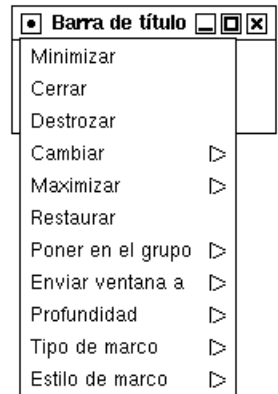 Barra de título
Minimizar
Cerrar
Destrozar
Cambiar
Maximizar
Restaurar
Poner en el grupo
Enviar ventana a
Profundidad
Tipo de marco
Estilo de marco